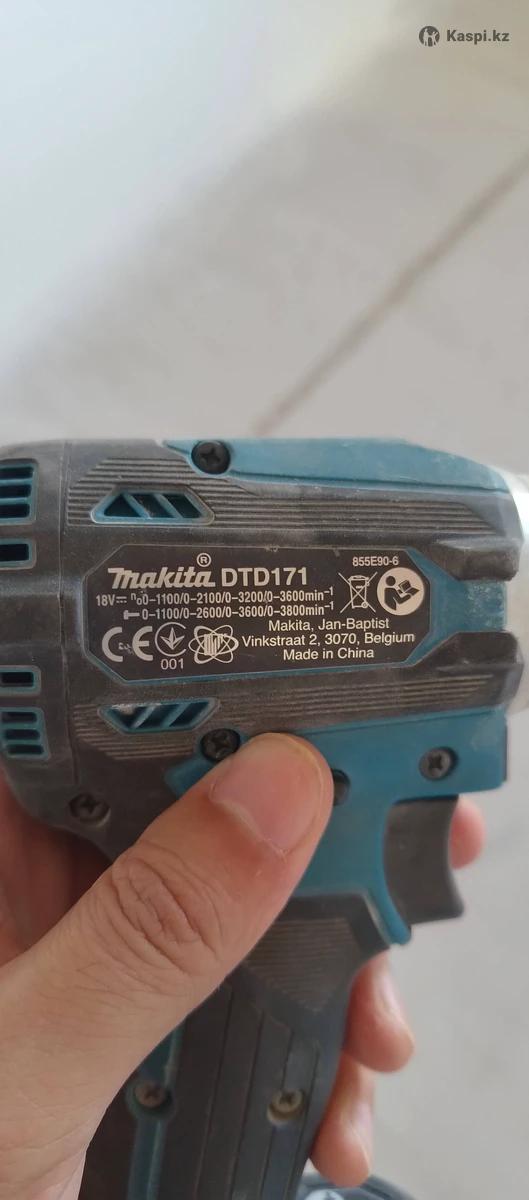 Kaspi.kz
makita® DTD171
855E90-6
18V⎓ n₀0-1100/0-2100/0-3200/0-3600min⁻¹
0-1100/0-2600/0-3600/0-3800min⁻¹
Makita, Jan-Baptist
Vinkstraat 2, 3070, Belgium
Made in China
CE
001